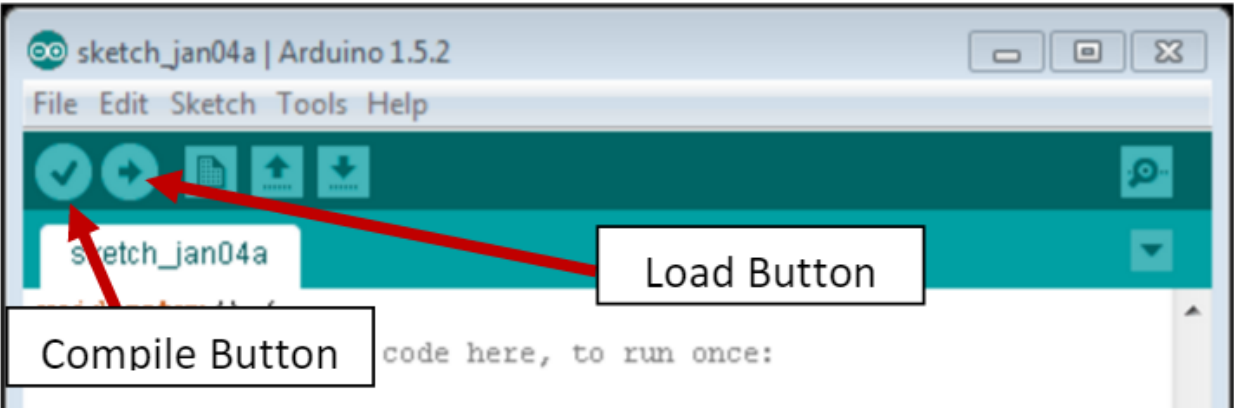 sketch_jan04a | Arduino 1.5.2
File Edit Sketch Tools Help
sketch_jan04a
Load Button
Compile Button
code here, to run once: